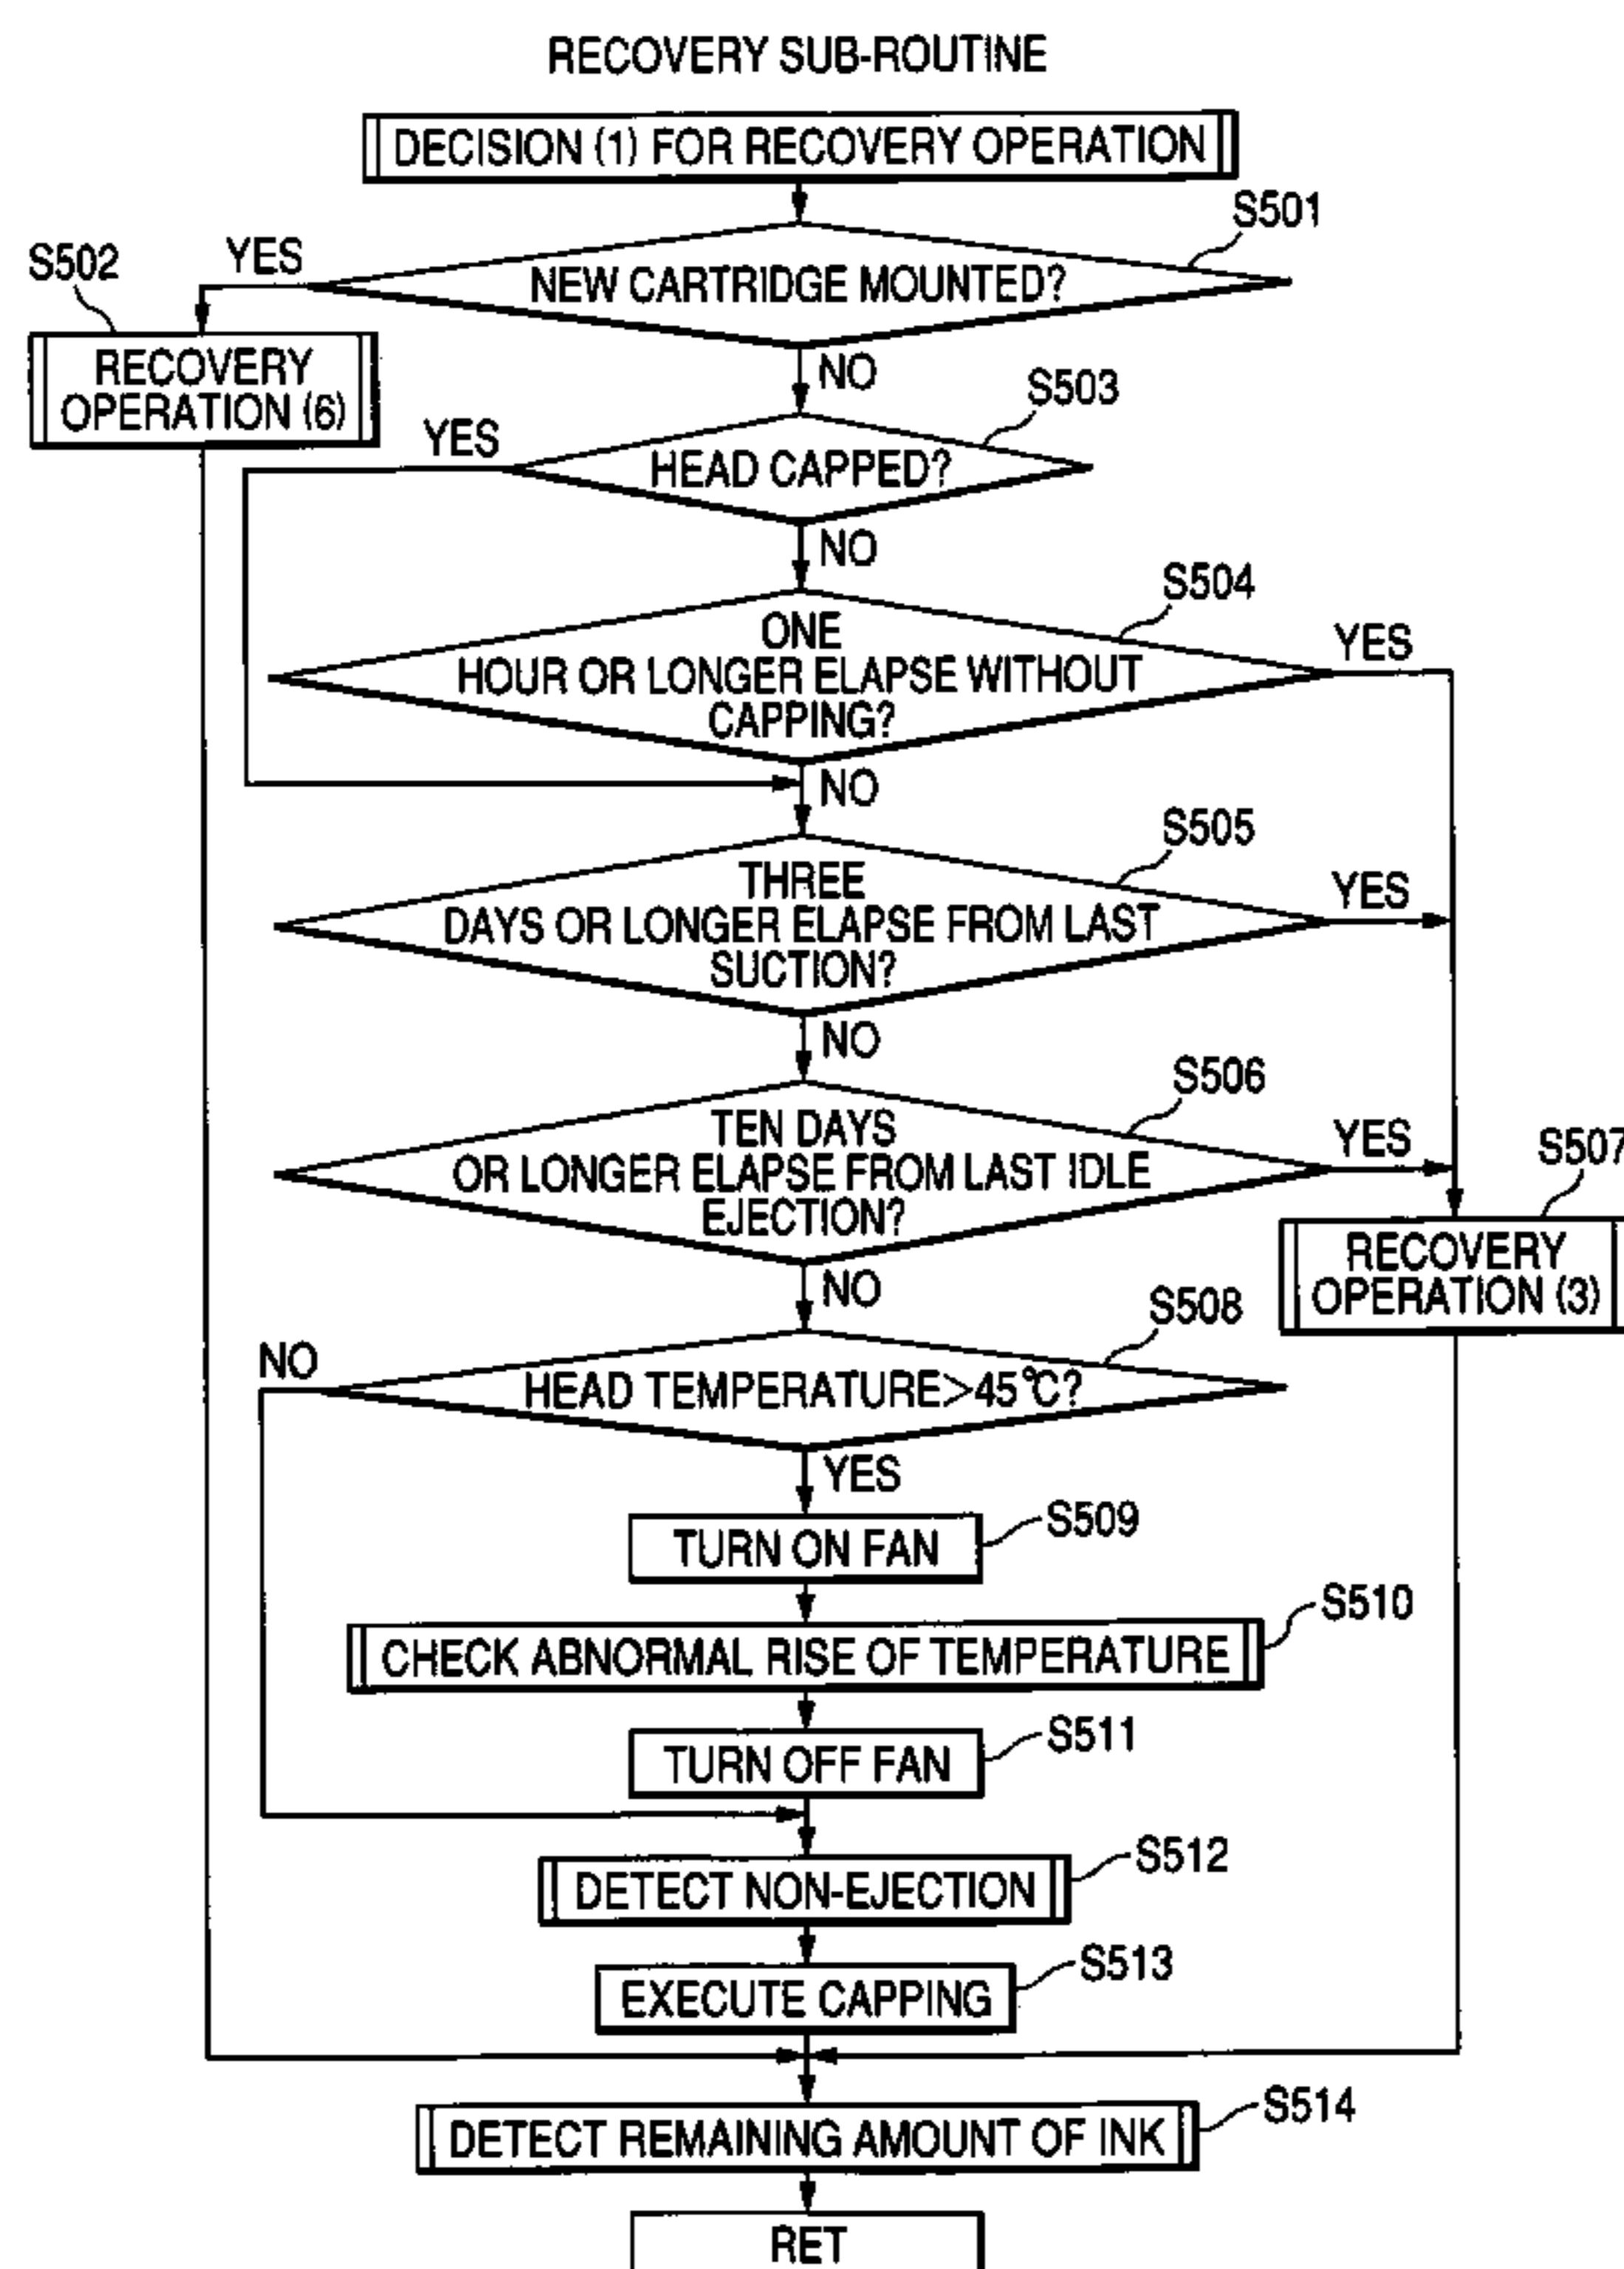 RECOVERY SUB-ROUTINE
DECISION (1) FOR RECOVERY OPERATION
S501
NEW CARTRIDGE MOUNTED?
YES
S502
RECOVERY
OPERATION (6)
NO
S503
HEAD CAPPED?
YES
NO
S504
ONE
HOUR OR LONGER ELAPSE WITHOUT
CAPPING?
YES
NO
S505
THREE
DAYS OR LONGER ELAPSE FROM LAST
SUCTION?
YES
NO
S506
TEN DAYS
OR LONGER ELAPSE FROM LAST IDLE
EJECTION?
YES
S507
RECOVERY
OPERATION (3)
NO
S508
HEAD TEMPERATURE>45℃?
NO
YES
TURN ON FAN
S509
S510
CHECK ABNORMAL RISE OF TEMPERATURE
S511
TURN OFF FAN
S512
DETECT NON-EJECTION
S513
EXECUTE CAPPING
S514
DETECT REMAINING AMOUNT OF INK
RET